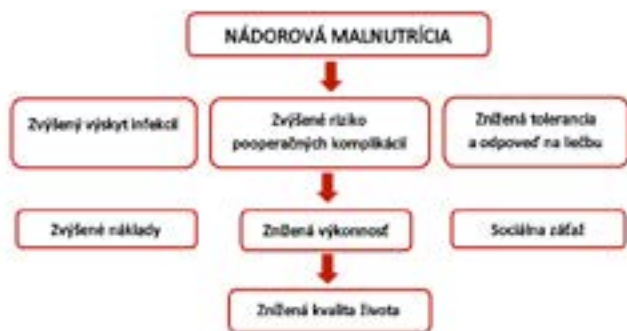 NÁDOROVÁ MALNUTRÍCIA
Zvýšený výskyt infekcií
Zvýšené riziko
pooperačných komplikácií
Znížená tolerancia
a odpoveď na liečbu
Zvýšené náklady
Znížená výkonnosť
Sociálna záťaž
Znížená kvalita života